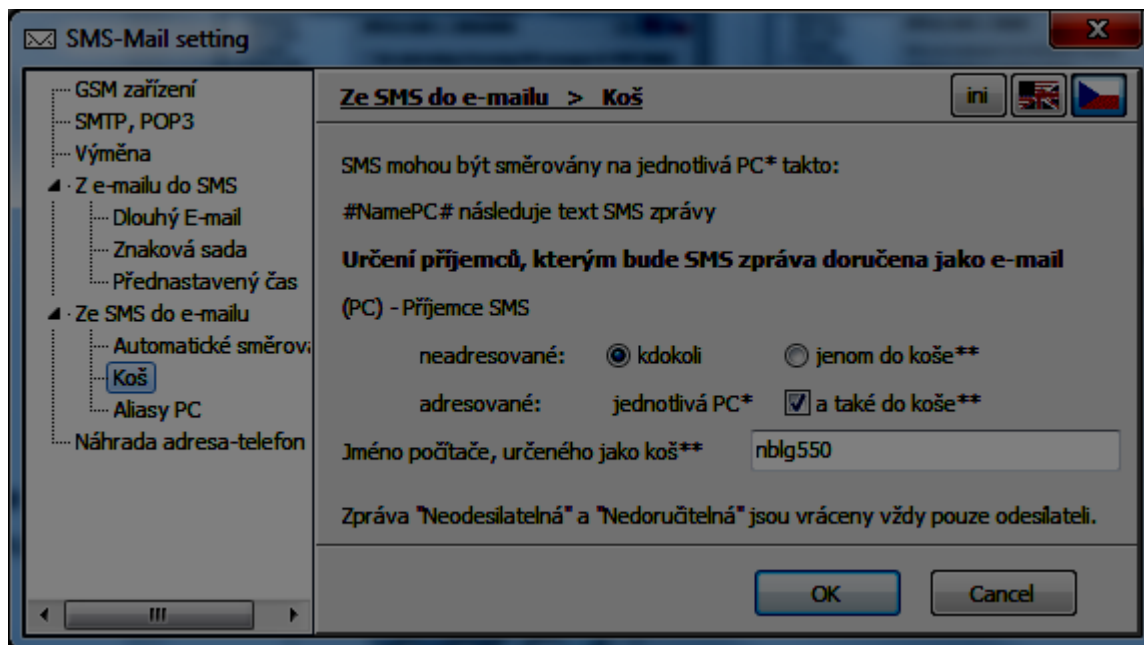 SMS-Mail setting
GSM zařízení
SMTP, POP3
Výměna
Z e-mailu do SMS
Dlouhý E-mail
Znaková sada
Přednastavený čas
Ze SMS do e-mailu
Automatické směrov
Koš
Aliasy PC
Náhrada adresa-telefon
Ze SMS do e-mailu > Koš
ini
SMS mohou být směrovány na jednotlivá PC* takto:
#NamePC# následuje text SMS zprávy
Určení příjemců, kterým bude SMS zpráva doručena jako e-mail
(PC) - Příjemce SMS
neadresované: kdokoli jenom do koše**
adresované: jednotlivá PC* a také do koše**
Jméno počítače, určeného jako koš** nblg550
Zpráva "Neodesilatelná" a "Nedoručitelná" jsou vráceny vždy pouze odesílateli.
OK Cancel